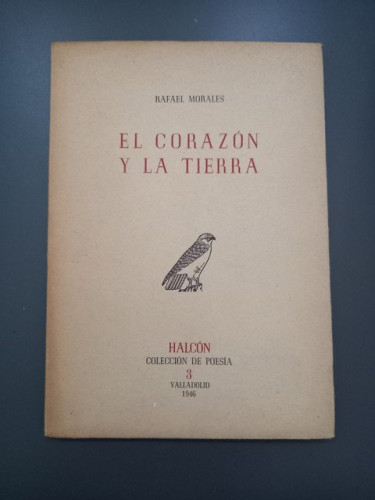 RAFAEL MORALES
EL CORAZÓN
Y LA TIERRA
HALCÓN
COLECCIÓN DE POESÍA
3
VALLADOLID
1946